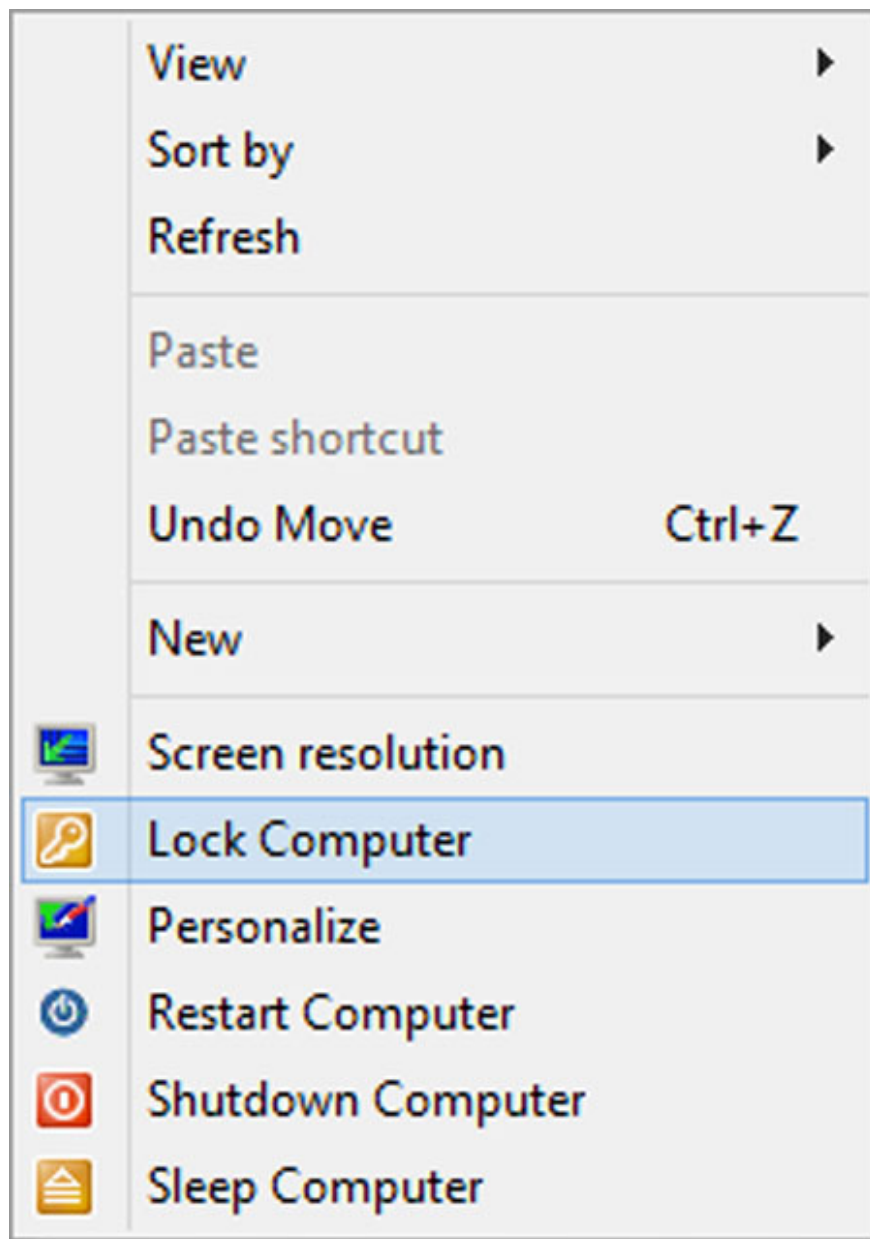 View
Sort by
Refresh
Paste
Paste shortcut
Undo Move Ctrl+Z
New
Screen resolution
Lock Computer
Personalize
Restart Computer
Shutdown Computer
Sleep Computer